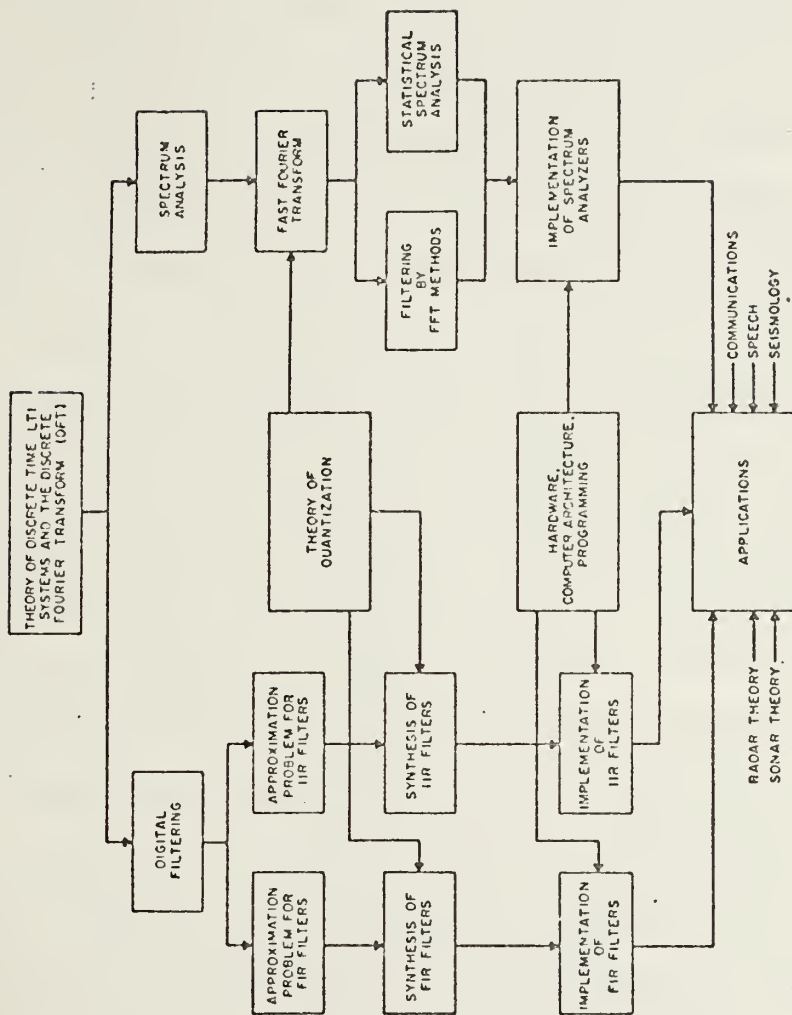 THEORY OF DISCRETE TIME LTI
SYSTEMS AND THE DISCRETE
FOURIER TRANSFORM (DFT)
DIGITAL
FILTERING
SPECTRUM
ANALYSIS
APPROXIMATION
PROBLEM FOR
FIR FILTERS
APPROXIMATION
PROBLEM FOR
IIR FILTERS
THEORY OF
QUANTIZATION
FAST FOURIER
TRANSFORM
SYNTHESIS OF
FIR FILTERS
SYNTHESIS OF
IIR FILTERS
FILTERING
BY
FFT METHODS
STATISTICAL
SPECTRUM
ANALYSIS
IMPLEMENTATION
OF
FIR FILTERS
IMPLEMENTATION
OF
IIR FILTERS
HARDWARE,
COMPUTER ARCHITECTURE,
PROGRAMMING
IMPLEMENTATION
OF SPECTRUM
ANALYZERS
RADAR THEORY
SONAR THEORY
APPLICATIONS
COMMUNICATIONS
SPEECH
SEISMOLOGY